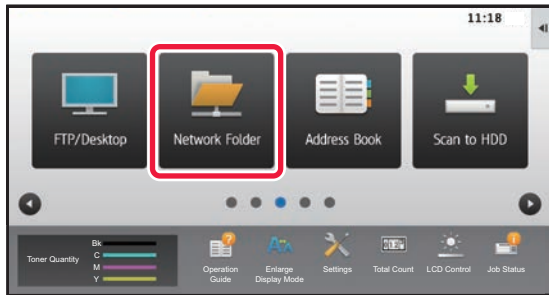 11:18
FTP/Desktop
Network Folder
Address Book
Scan to HDD
Toner Quantity
Bk
C
M
Y
Operation
Guide
Enlarge
Display Mode
Settings
Total Count
LCD Control
Job Status